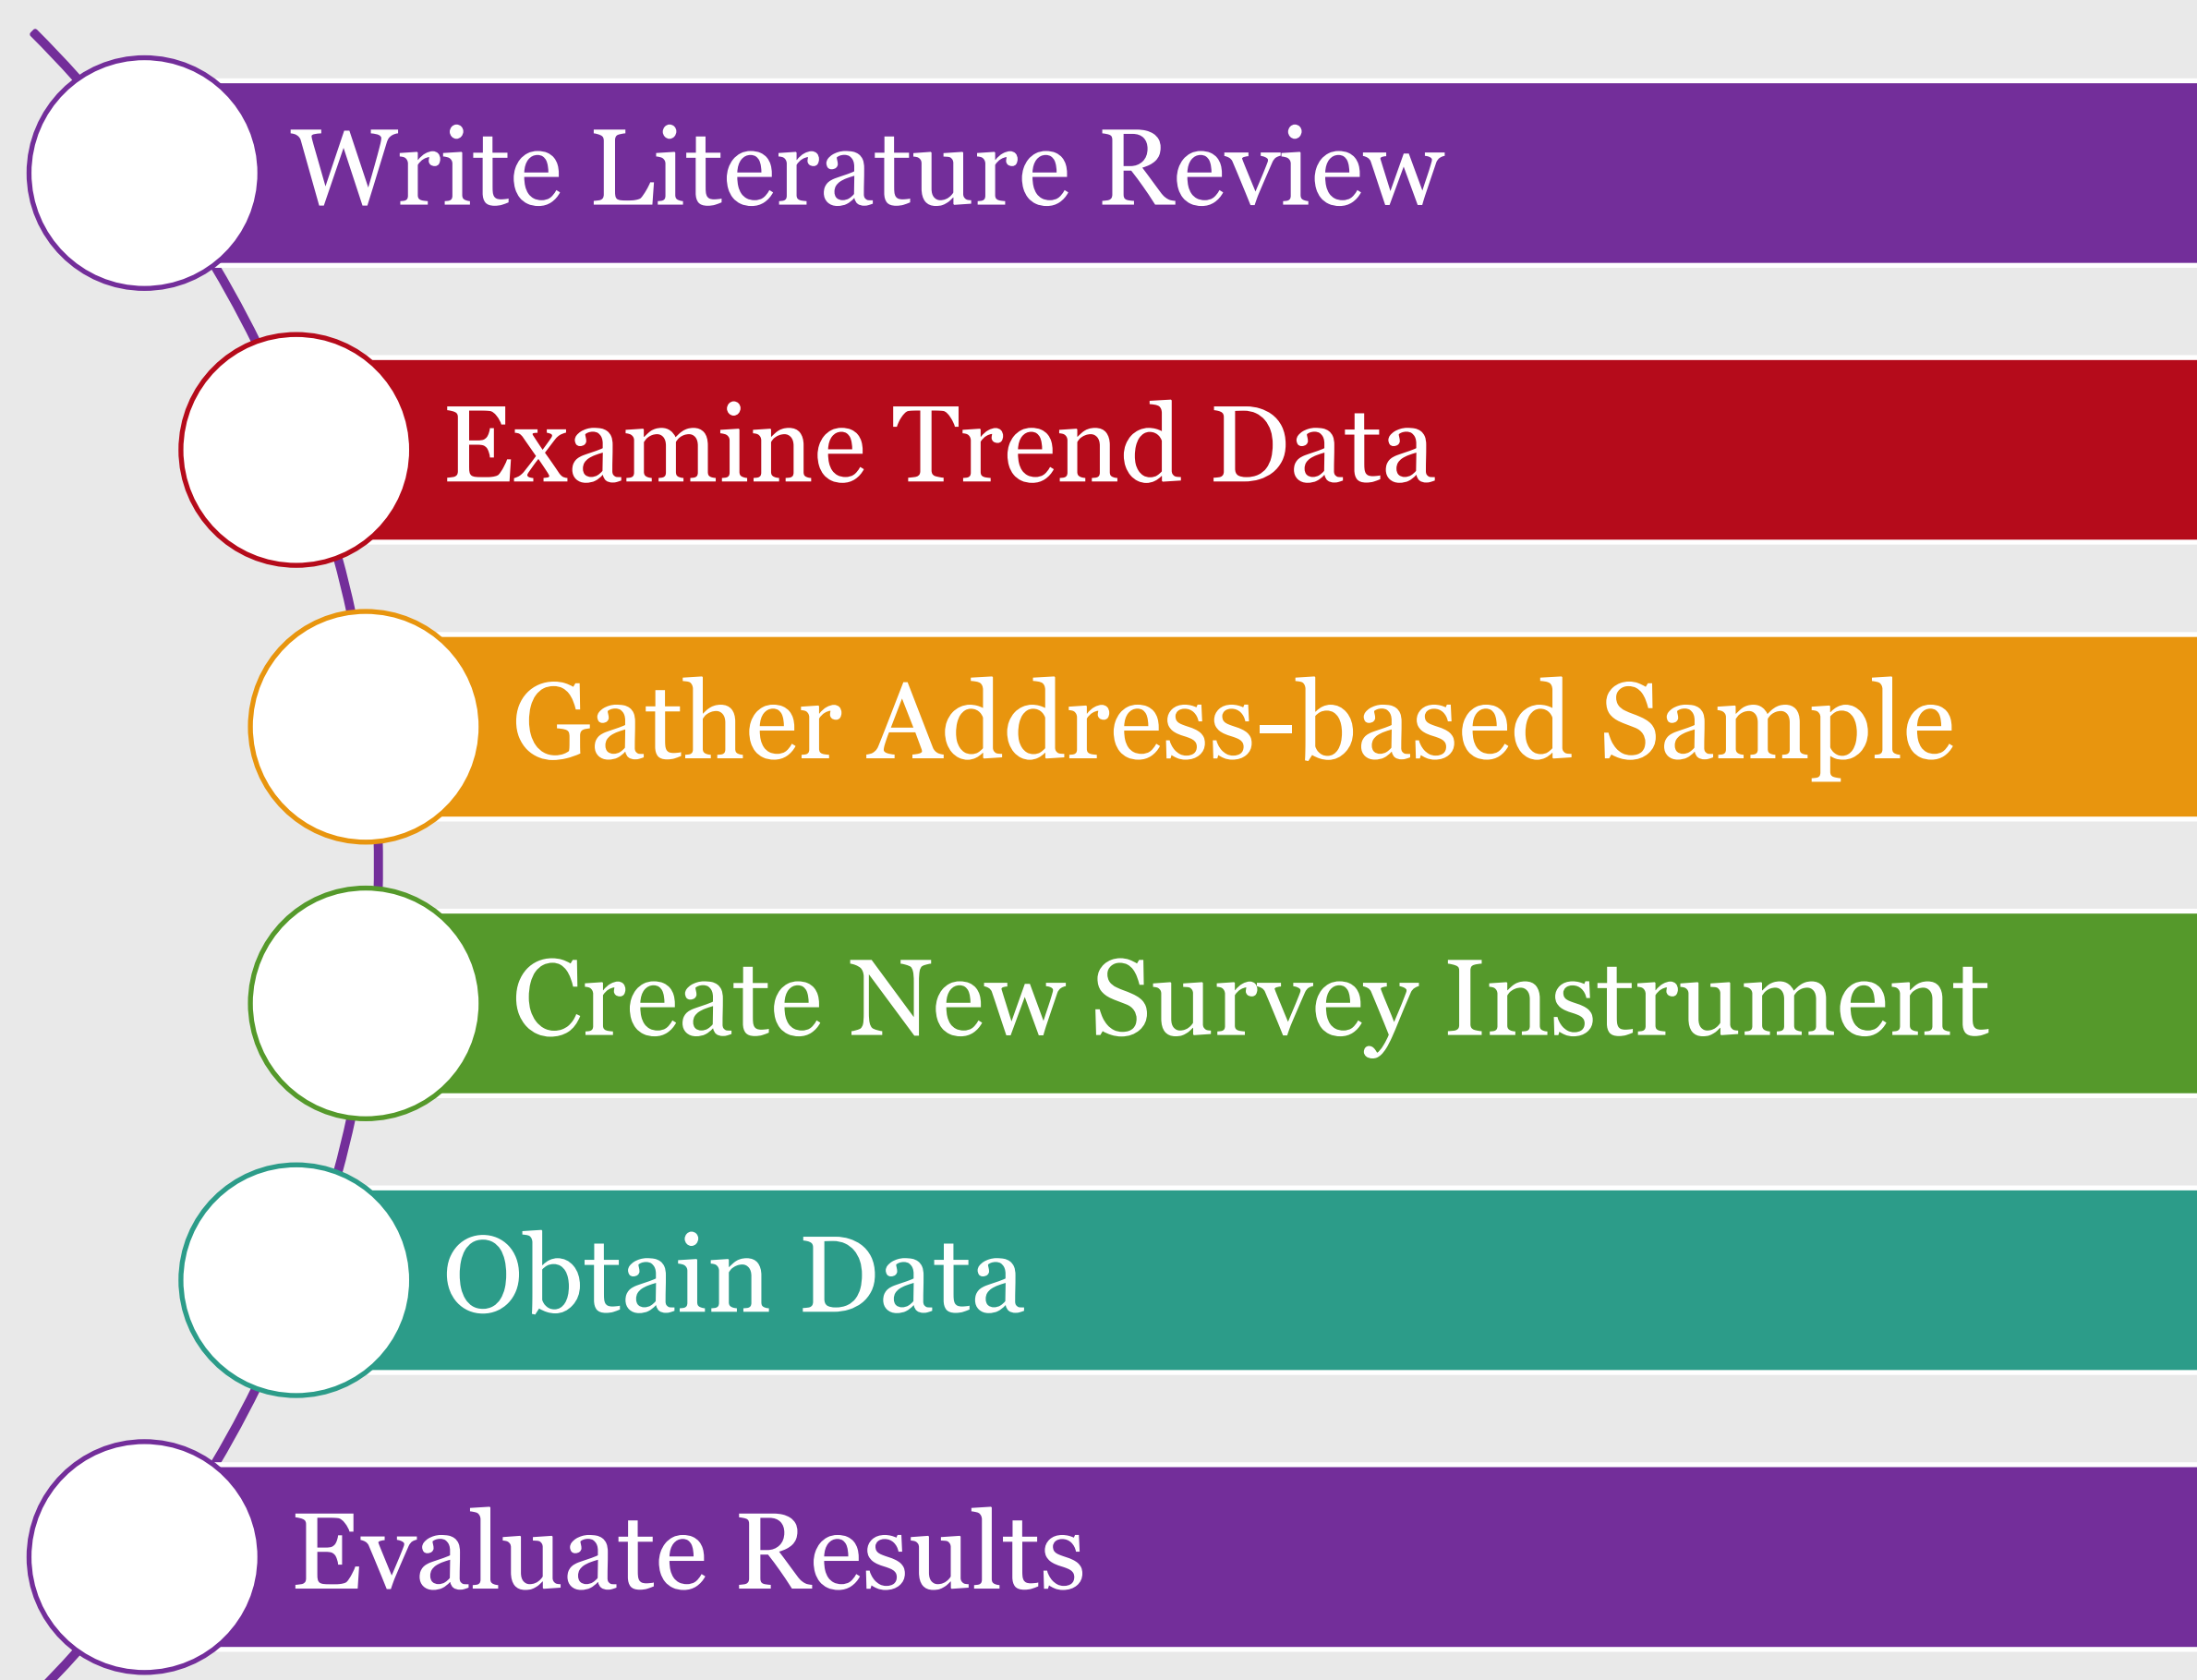 Write Literature Review
Examine Trend Data
Gather Address-based Sample
Create New Survey Instrument
Obtain Data
Evaluate Results